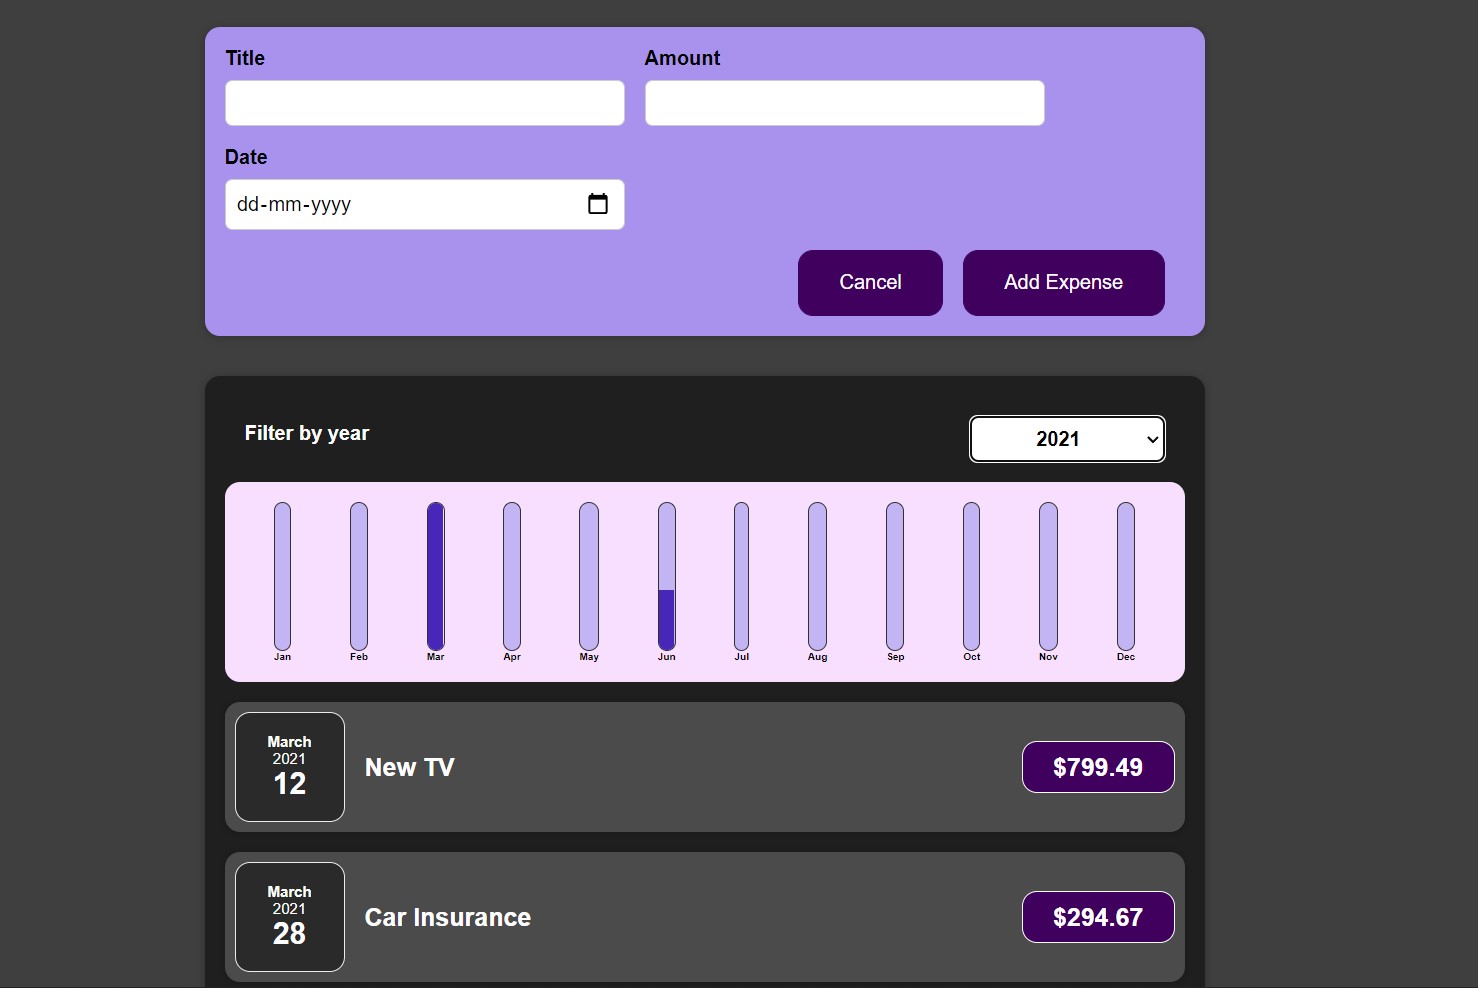 Title Amount
Date
dd-mm-yyyy
Cancel Add Expense
Filter by year 2021
Jan Feb Mar Apr May Jun Jul Aug Sep Oct Nov Dec
March
2021
12
New TV
$799.49
March
2021
28
Car Insurance
$294.67